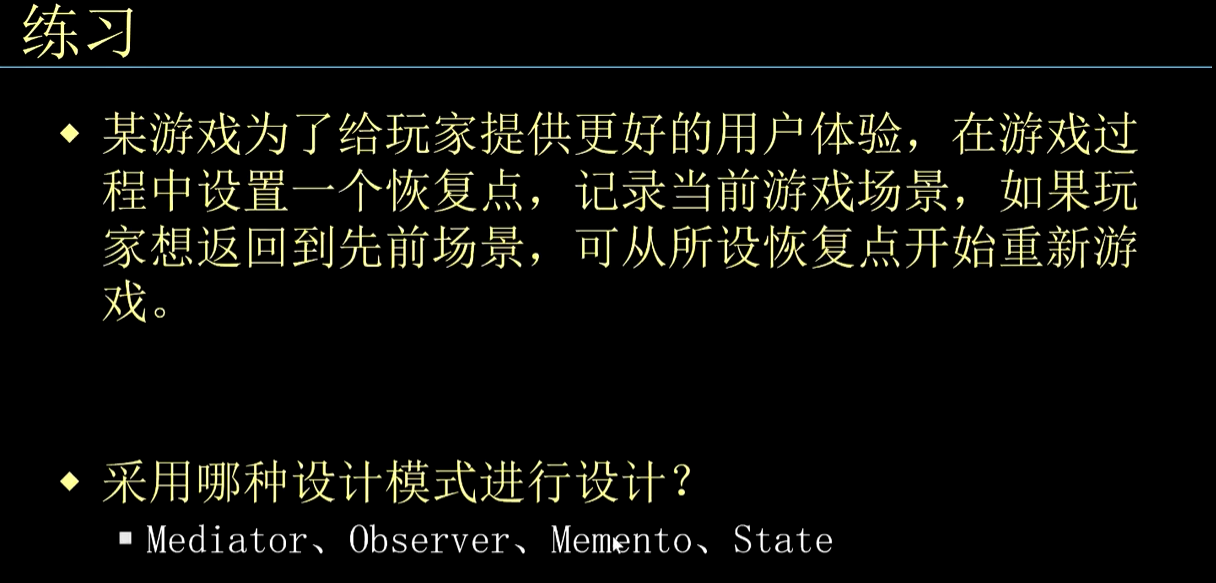 练习
某游戏为了给玩家提供更好的用户体验，在游戏过
程中设置一个恢复点，记录当前游戏场景，如果玩
家想返回到先前场景，可从所设恢复点开始重新游
戏。
采用哪种设计模式进行设计？
Mediator、Observer、Memento、State